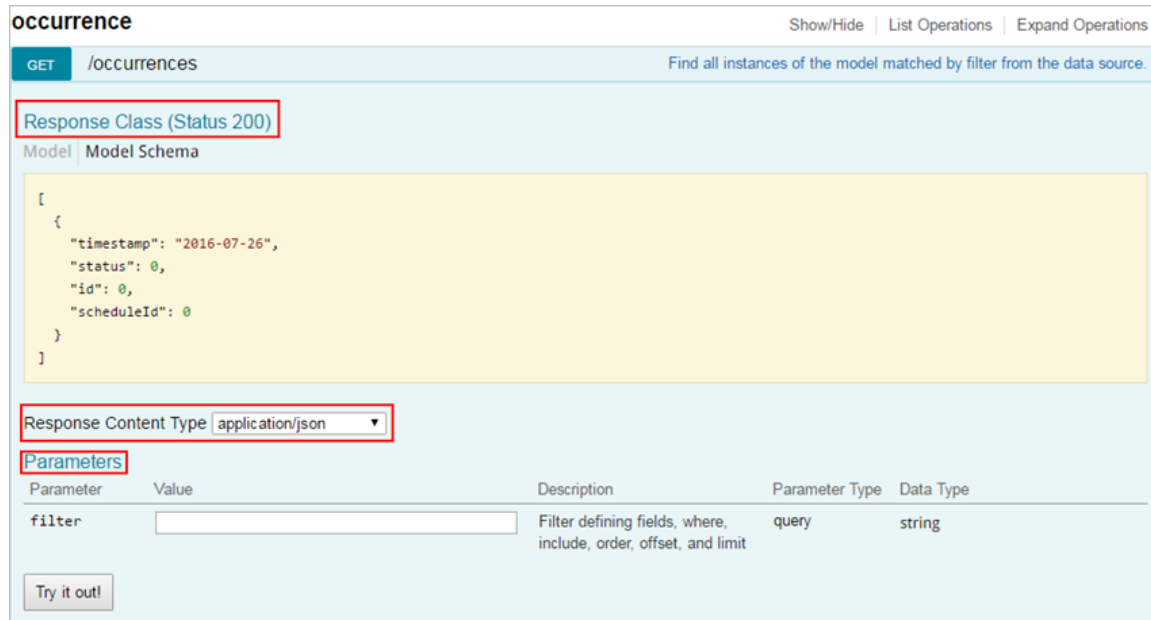 occurrence Show/Hide List Operations Expand Operations
GET /occurrences Find all instances of the model matched by filter from the data source.
Response Class (Status 200)
Model Model Schema
[
{
"timestamp": "2016-07-26",
"status": 0,
"id": 0,
"scheduleId": 0
}
]
Response Content Type application/json
Parameters
Parameter Value Description Parameter Type Data Type
filter Filter defining fields, where, query string
include, order, offset, and limit
Try it out!